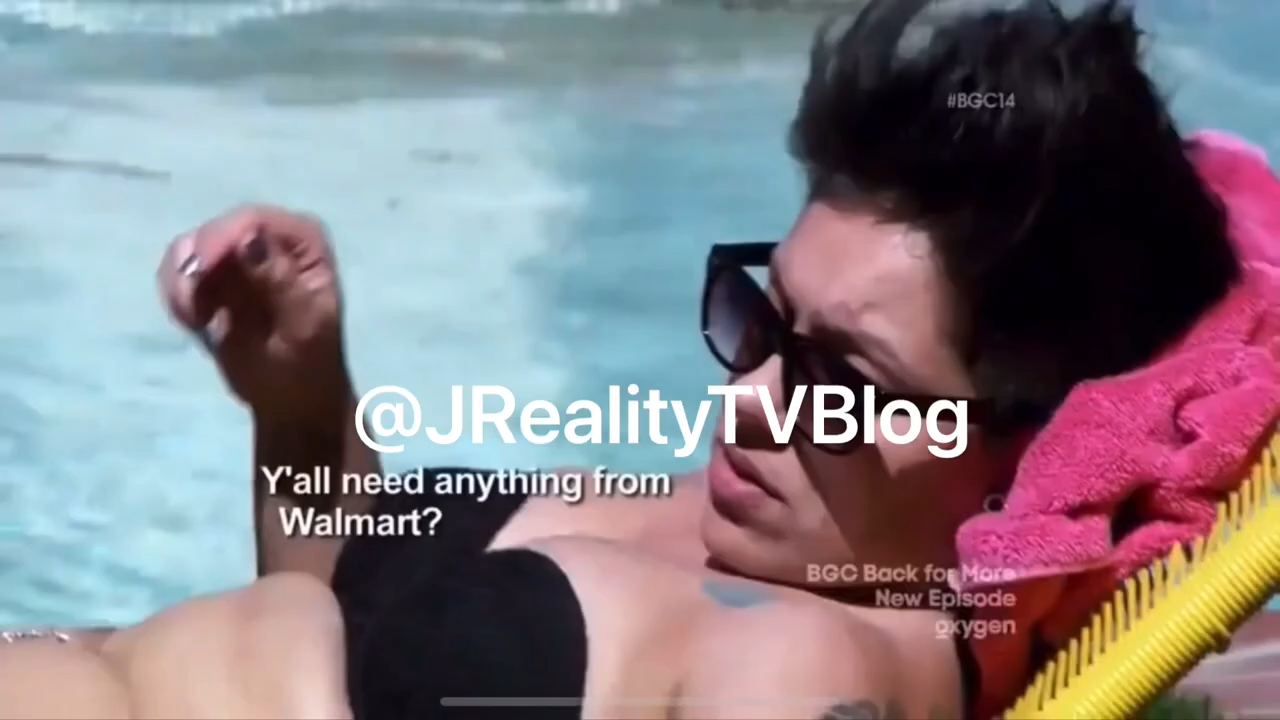 #BGC14
@JRealityTVBlog
Y'all need anything from
Walmart?
BGC Back for More
New Episode
oxygen